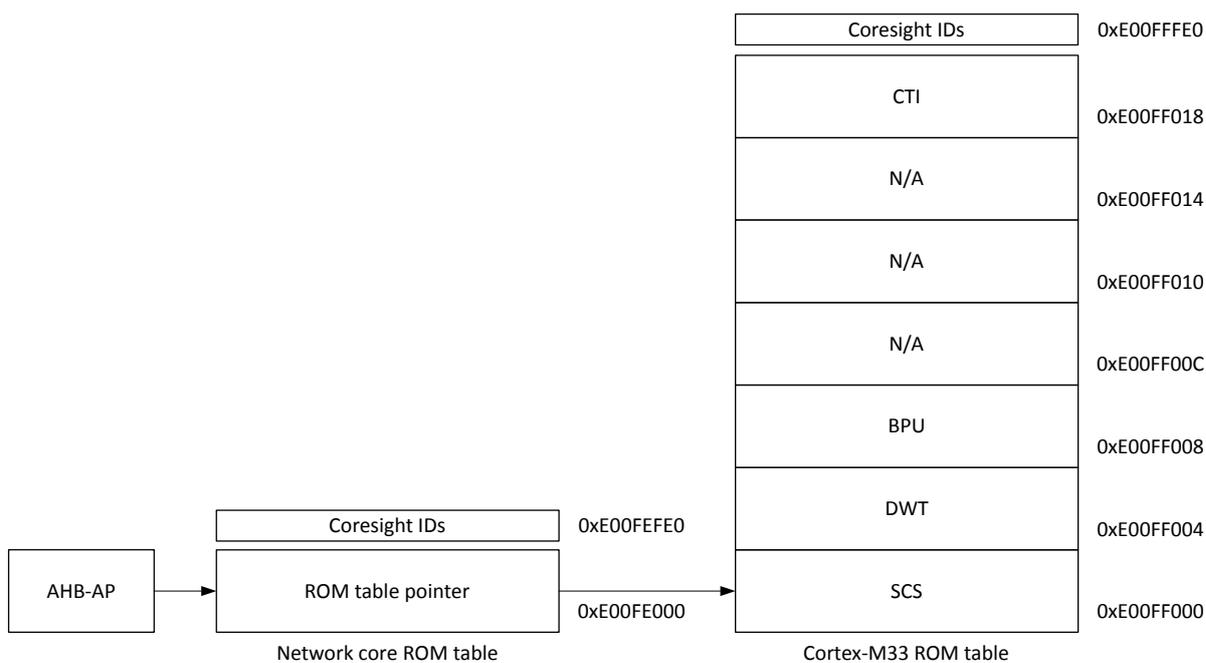 Coresight IDs 0xE00FFFE0
CTI
0xE00FF018
N/A
0xE00FF014
N/A
0xE00FF010
N/A
0xE00FF00C
BPU
0xE00FF008
DWT
Coresight IDs 0xE00FEFE0 0xE00FF004
AHB-AP ROM table pointer SCS
0xE00FE000 0xE00FF000
Network core ROM table Cortex-M33 ROM table